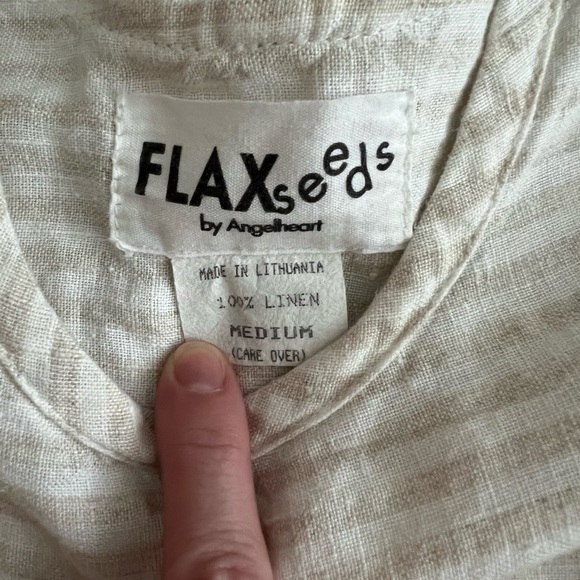 FLAXseeds
by Angelheart
MADE IN LITHUANIA
100% LINEN
MEDIUM
(CARE OVER)